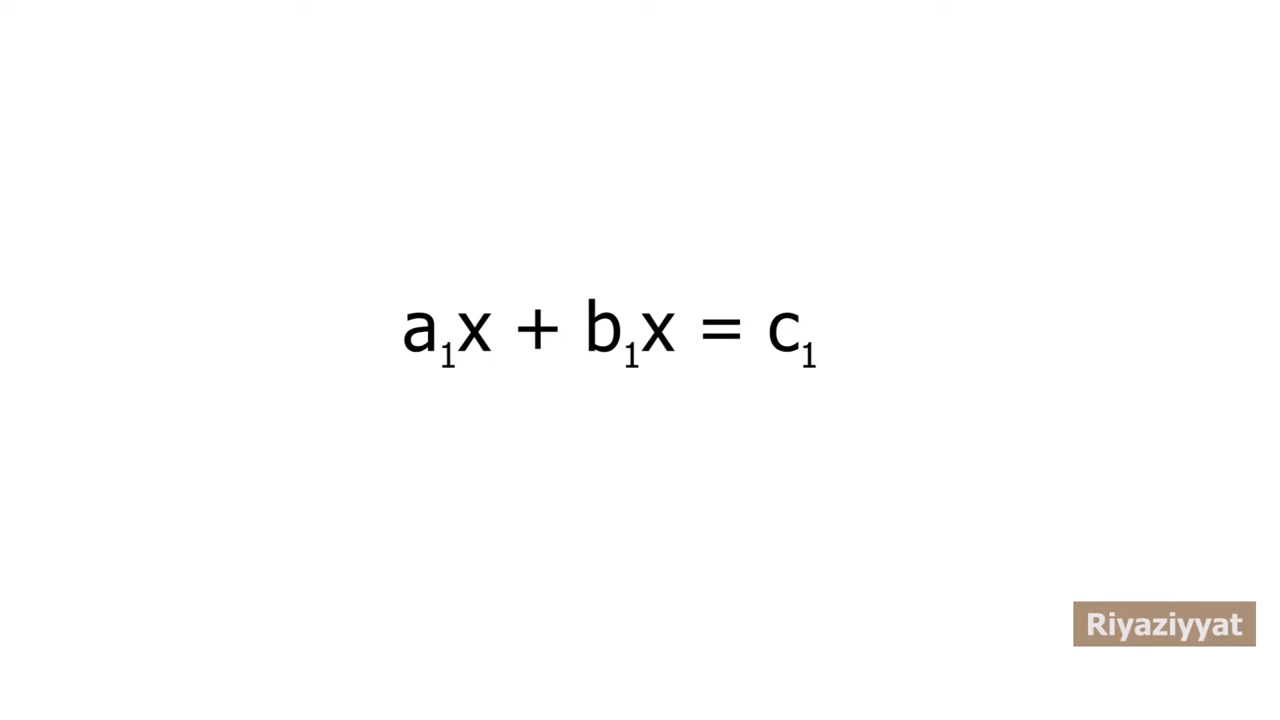 a₁x + b₁x = c₁
Riyaziyyat